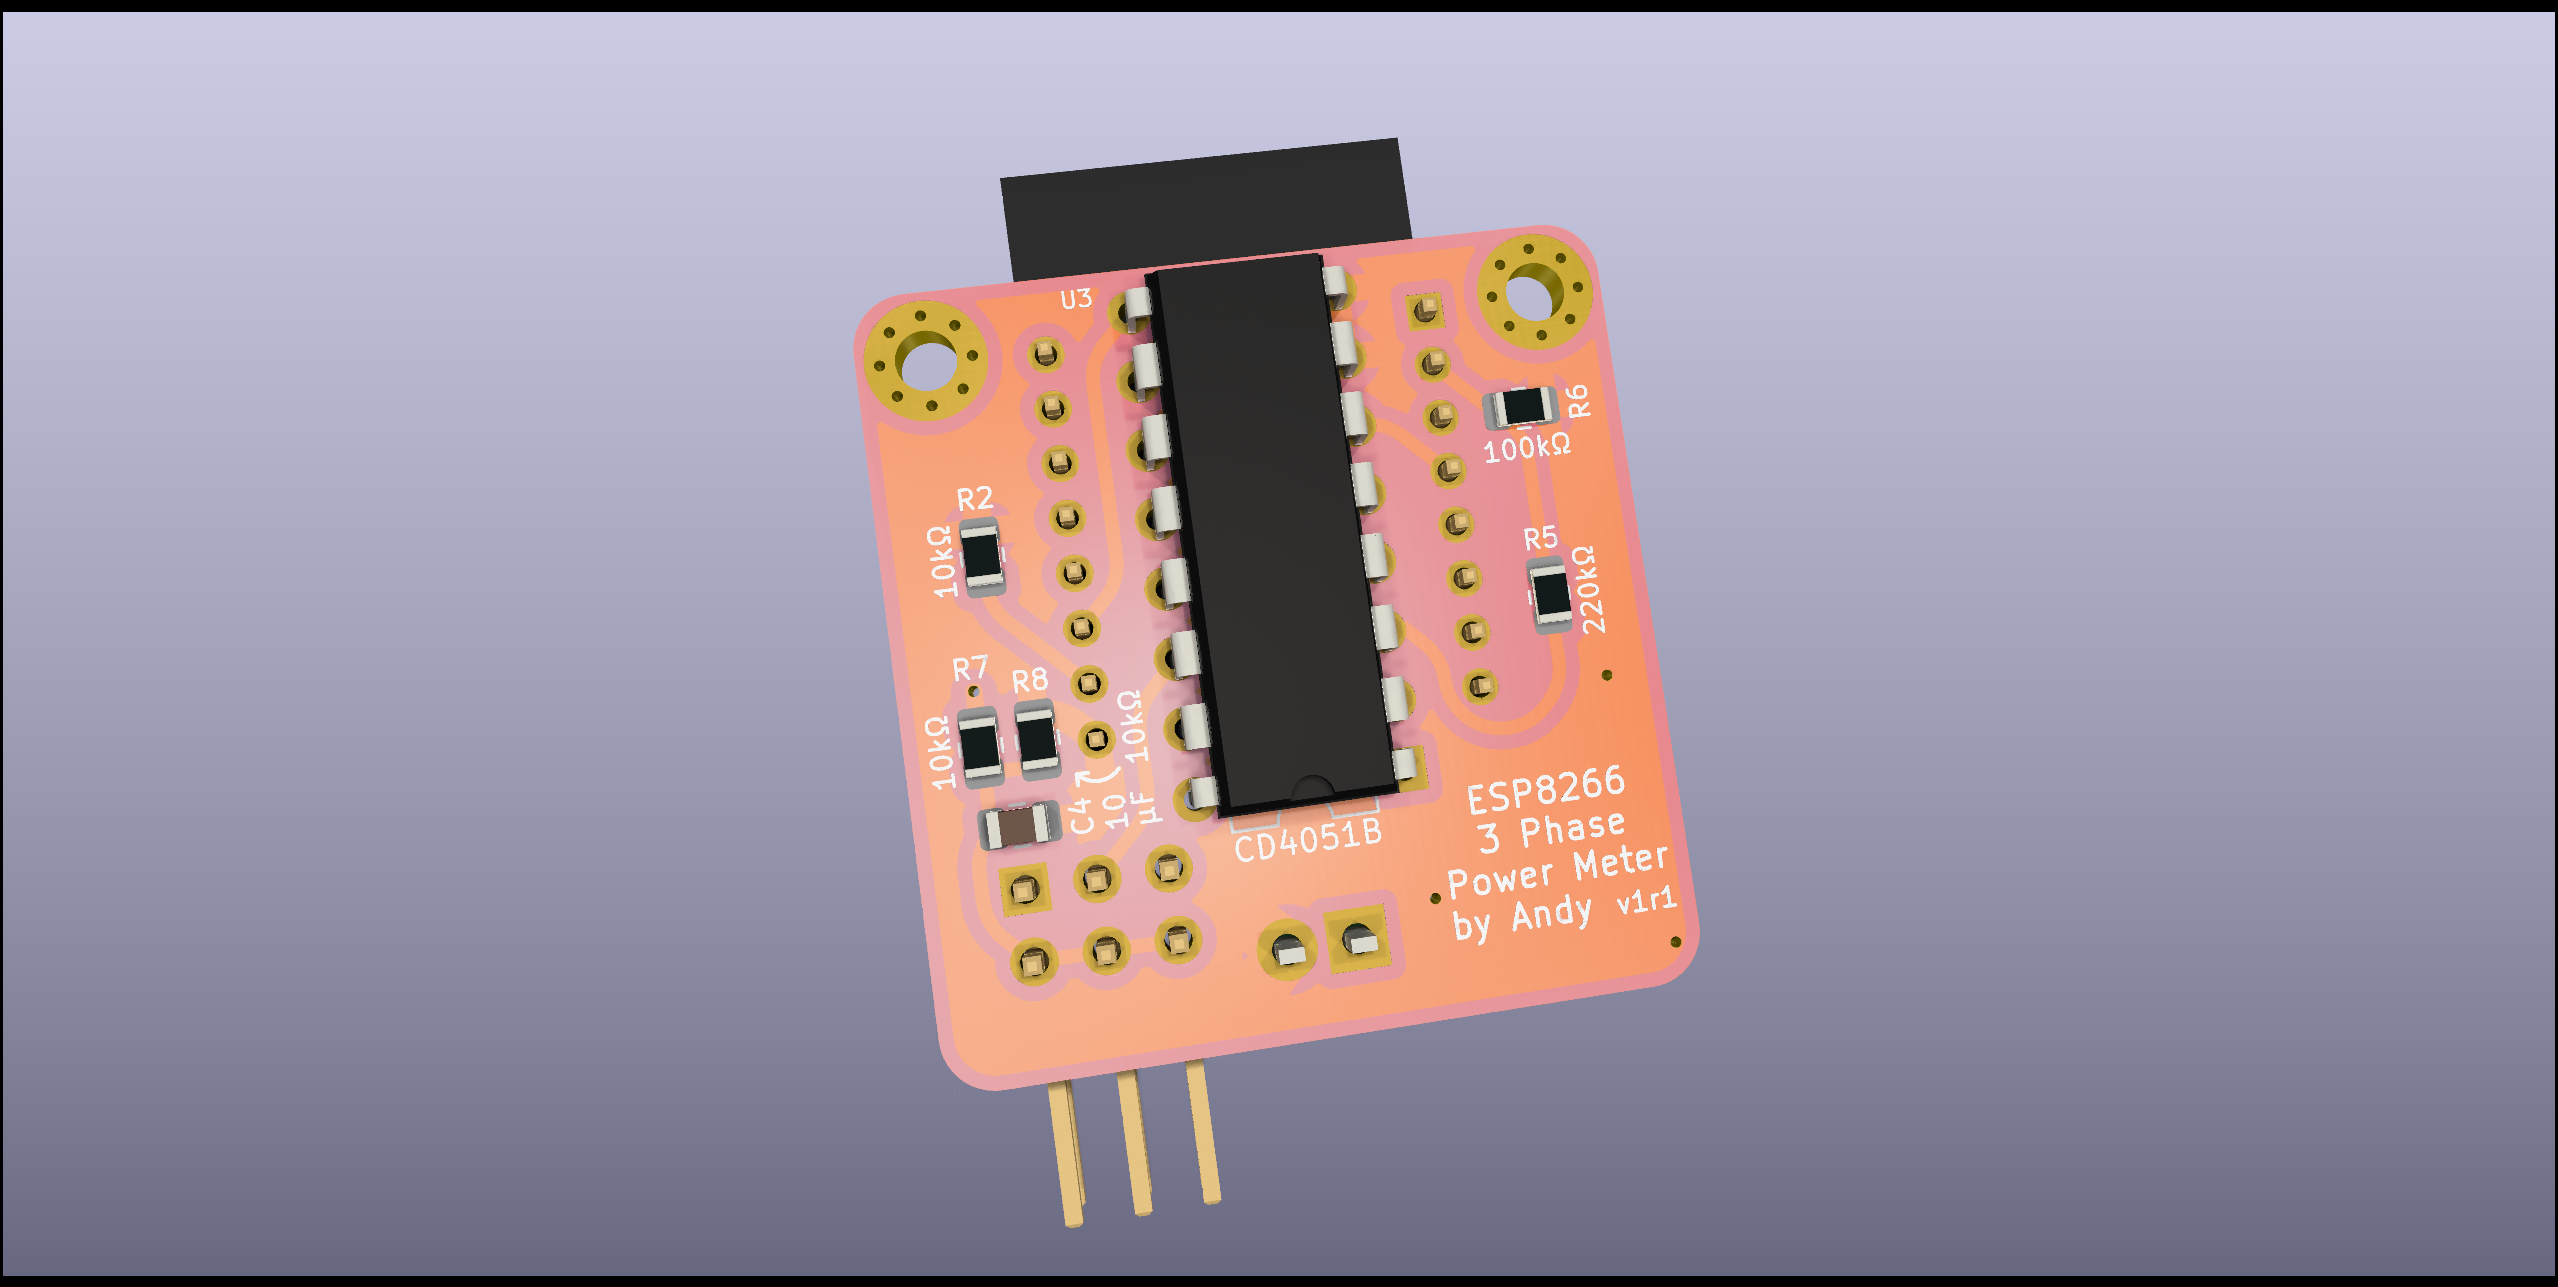 U3
R6
100kΩ
R2
10kΩ
R5
220kΩ
R7
R8
10kΩ
10kΩ
C4
10
µF
CD4051B
ESP8266
3 Phase
Power Meter
by Andy v1r1